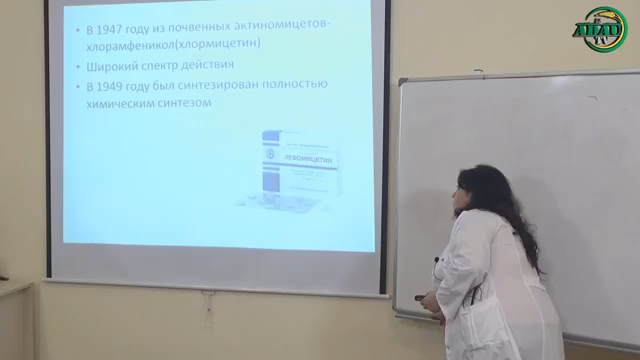 • В 1947 году из почвенных актиномицетов-
хлорамфеникол(хлормицетин)
• Широкий спектр действия
• В 1949 году был синтезирован полностью
химическим синтезом
ЛЕВОМИЦЕТИН